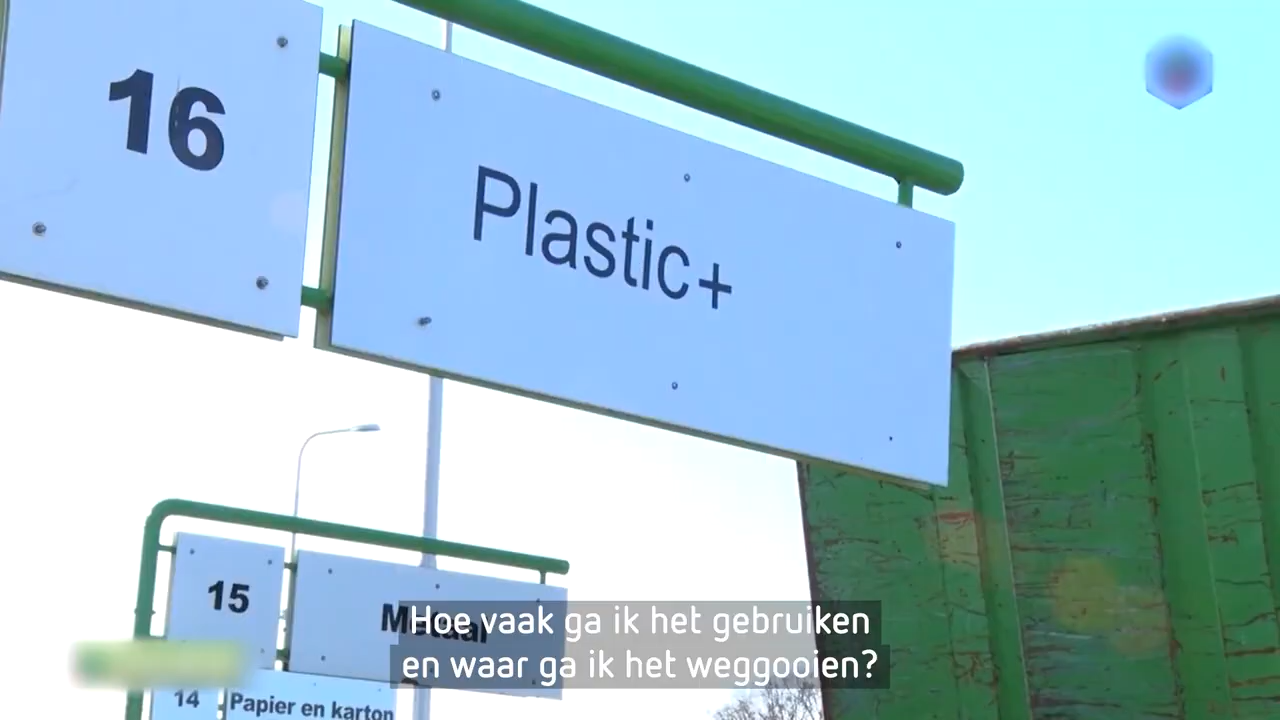 16
Plastic+
15
Metaal
14
Papier en karton
Hoe vaak ga ik het gebruiken
en waar ga ik het weggooien?